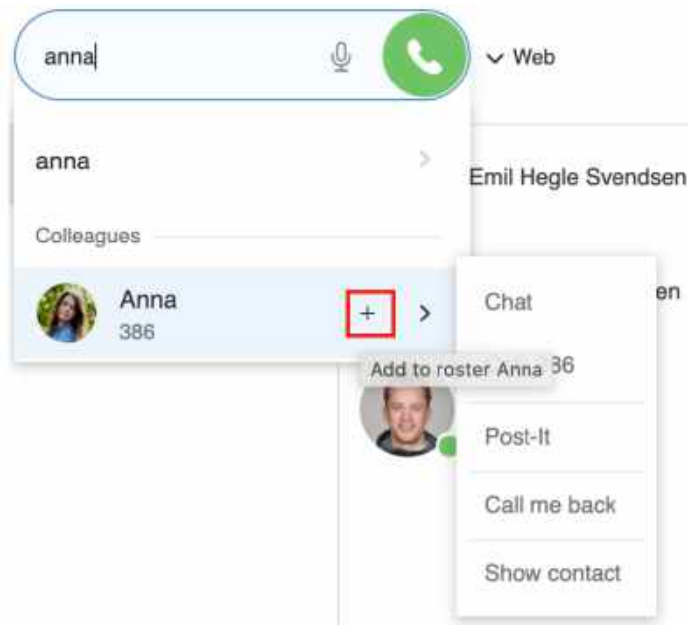 anna
Web
anna
Emil Hegle Svendsen
Colleagues
Anna
386
en
Chat
Add to roster Anna
86
Post-It
Call me back
Show contact